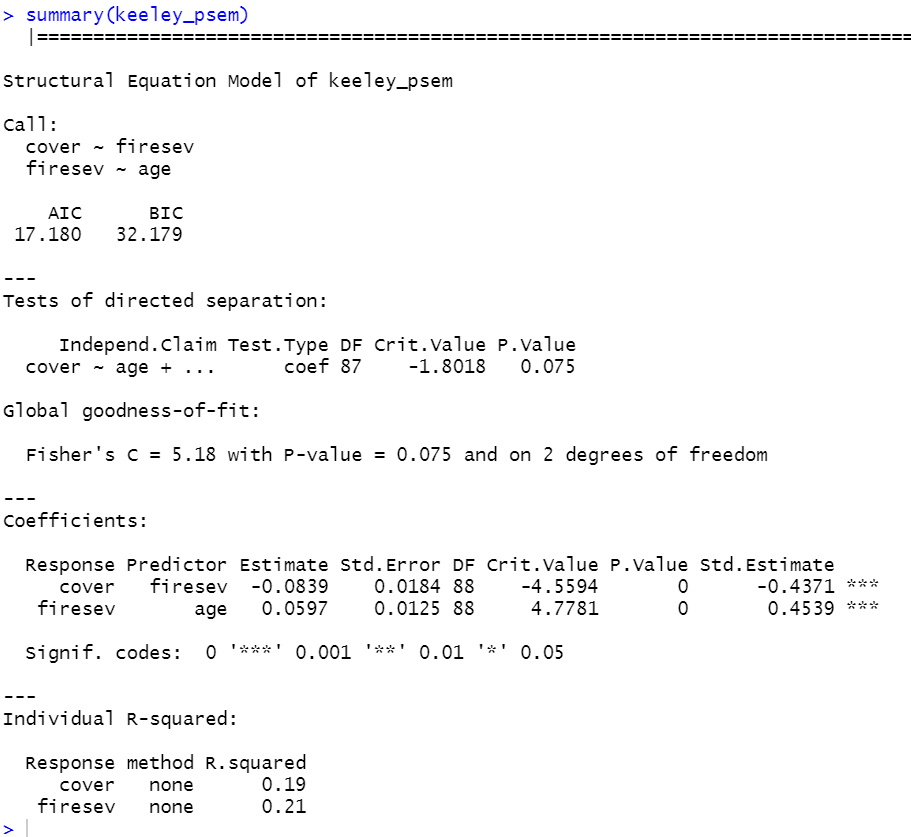 > summary(keeley_psem)
  |==============================================================================

Structural Equation Model of keeley_psem

Call:
  cover ~ firesev
  firesev ~ age

    AIC      BIC
 17.180   32.179

---
Tests of directed separation:

     Independ.Claim Test.Type DF Crit.Value P.Value
  cover ~ age + ...      coef 87    -1.8018   0.075

Global goodness-of-fit:

  Fisher's C = 5.18 with P-value = 0.075 and on 2 degrees of freedom

---
Coefficients:

  Response Predictor Estimate Std.Error DF Crit.Value P.Value Std.Estimate
     cover   firesev  -0.0839    0.0184 88    -4.5594       0      -0.4371 ***
   firesev       age   0.0597    0.0125 88     4.7781       0       0.4539 ***

  Signif. codes:  0 '***' 0.001 '**' 0.01 '*' 0.05

---
Individual R-squared:

  Response method R.squared
     cover   none      0.19
   firesev   none      0.21
>